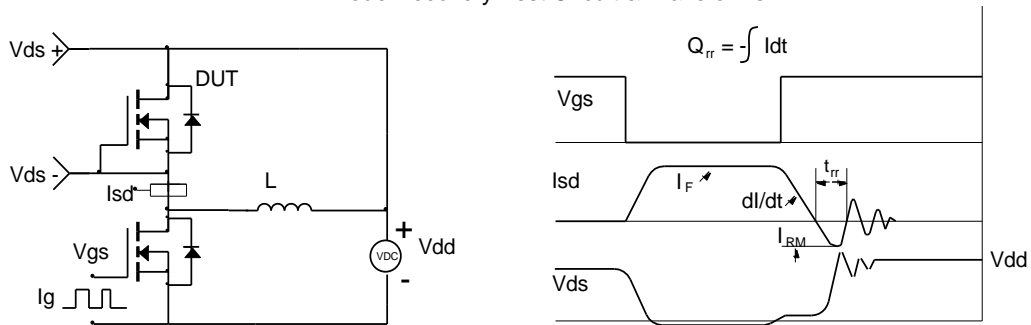 Vds +
DUT
Vds -
Isd
L
Vgs
Ig
+
VDC
Vdd
-
Qrr = -∫ Idt
Vgs
Isd
IF
dI/dt
trr
IRM
Vds
Vdd